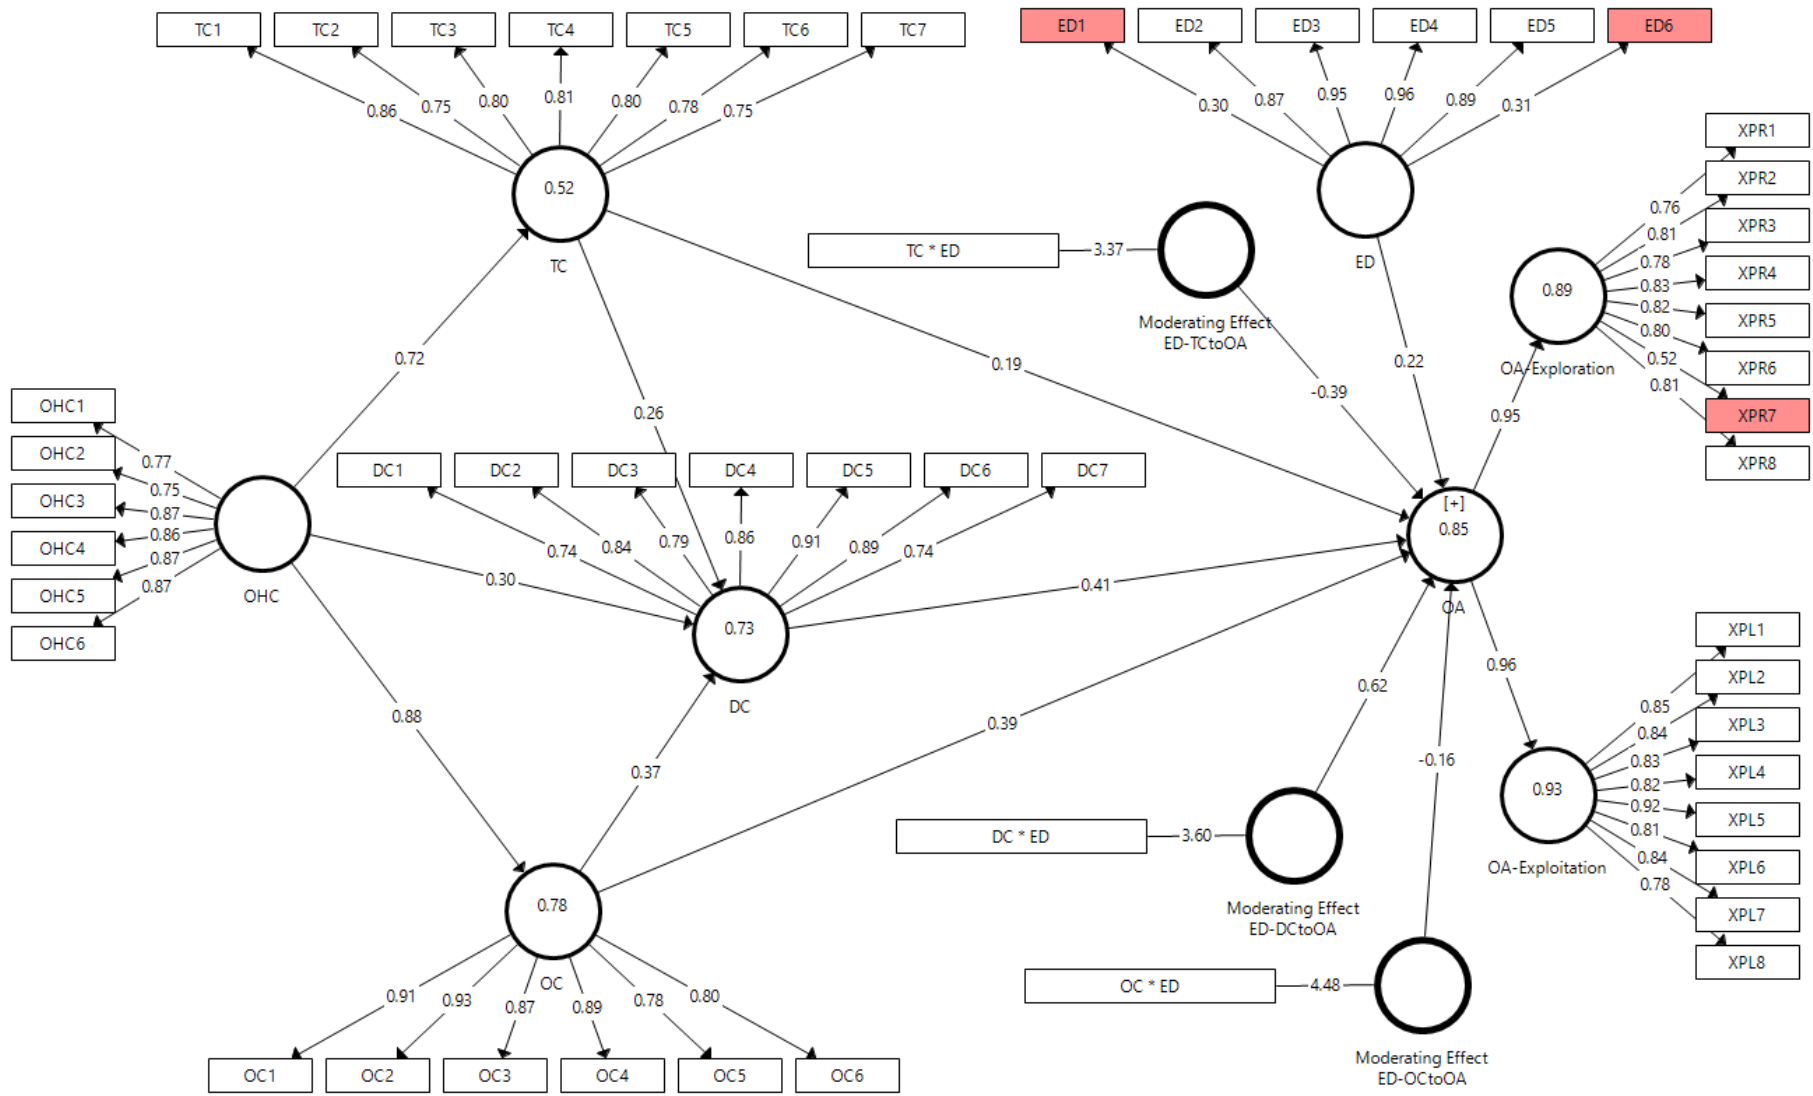 TC1 TC2 TC3 TC4 TC5 TC6 TC7
ED1 ED2 ED3 ED4 ED5 ED6
0.86 0.75 0.80 0.81 0.80 0.78 0.75
0.30 0.87 0.95 0.96 0.89 0.31
0.52
TC
ED
TC * ED
3.37
Moderating Effect
ED-TCtoOA
XPR1
XPR2
XPR3
XPR4
XPR5
XPR6
XPR7
XPR8
0.76
0.81
0.78
0.83
0.82
0.80
0.52
0.81
0.89
OA-Exploration
0.72
0.26
0.19
-0.39
0.22
0.95
OHC1
OHC2
OHC3
OHC4
OHC5
OHC6
0.77
0.75
0.87
0.86
0.87
0.87
OHC
DC1 DC2 DC3 DC4 DC5 DC6 DC7
0.74 0.84 0.79 0.86 0.91 0.89 0.74
0.30
0.73
DC
0.41
[+]
0.85
OA
0.88
0.37
0.39
0.62
-0.16
0.96
XPL1
XPL2
XPL3
XPL4
XPL5
XPL6
XPL7
XPL8
0.85
0.84
0.83
0.82
0.92
0.81
0.84
0.78
0.93
OA-Exploitation
DC * ED
3.60
Moderating Effect
ED-DCtoOA
OC * ED
4.48
Moderating Effect
ED-OCtoOA
0.78
OC
0.91 0.93 0.87 0.89 0.78 0.80
OC1 OC2 OC3 OC4 OC5 OC6